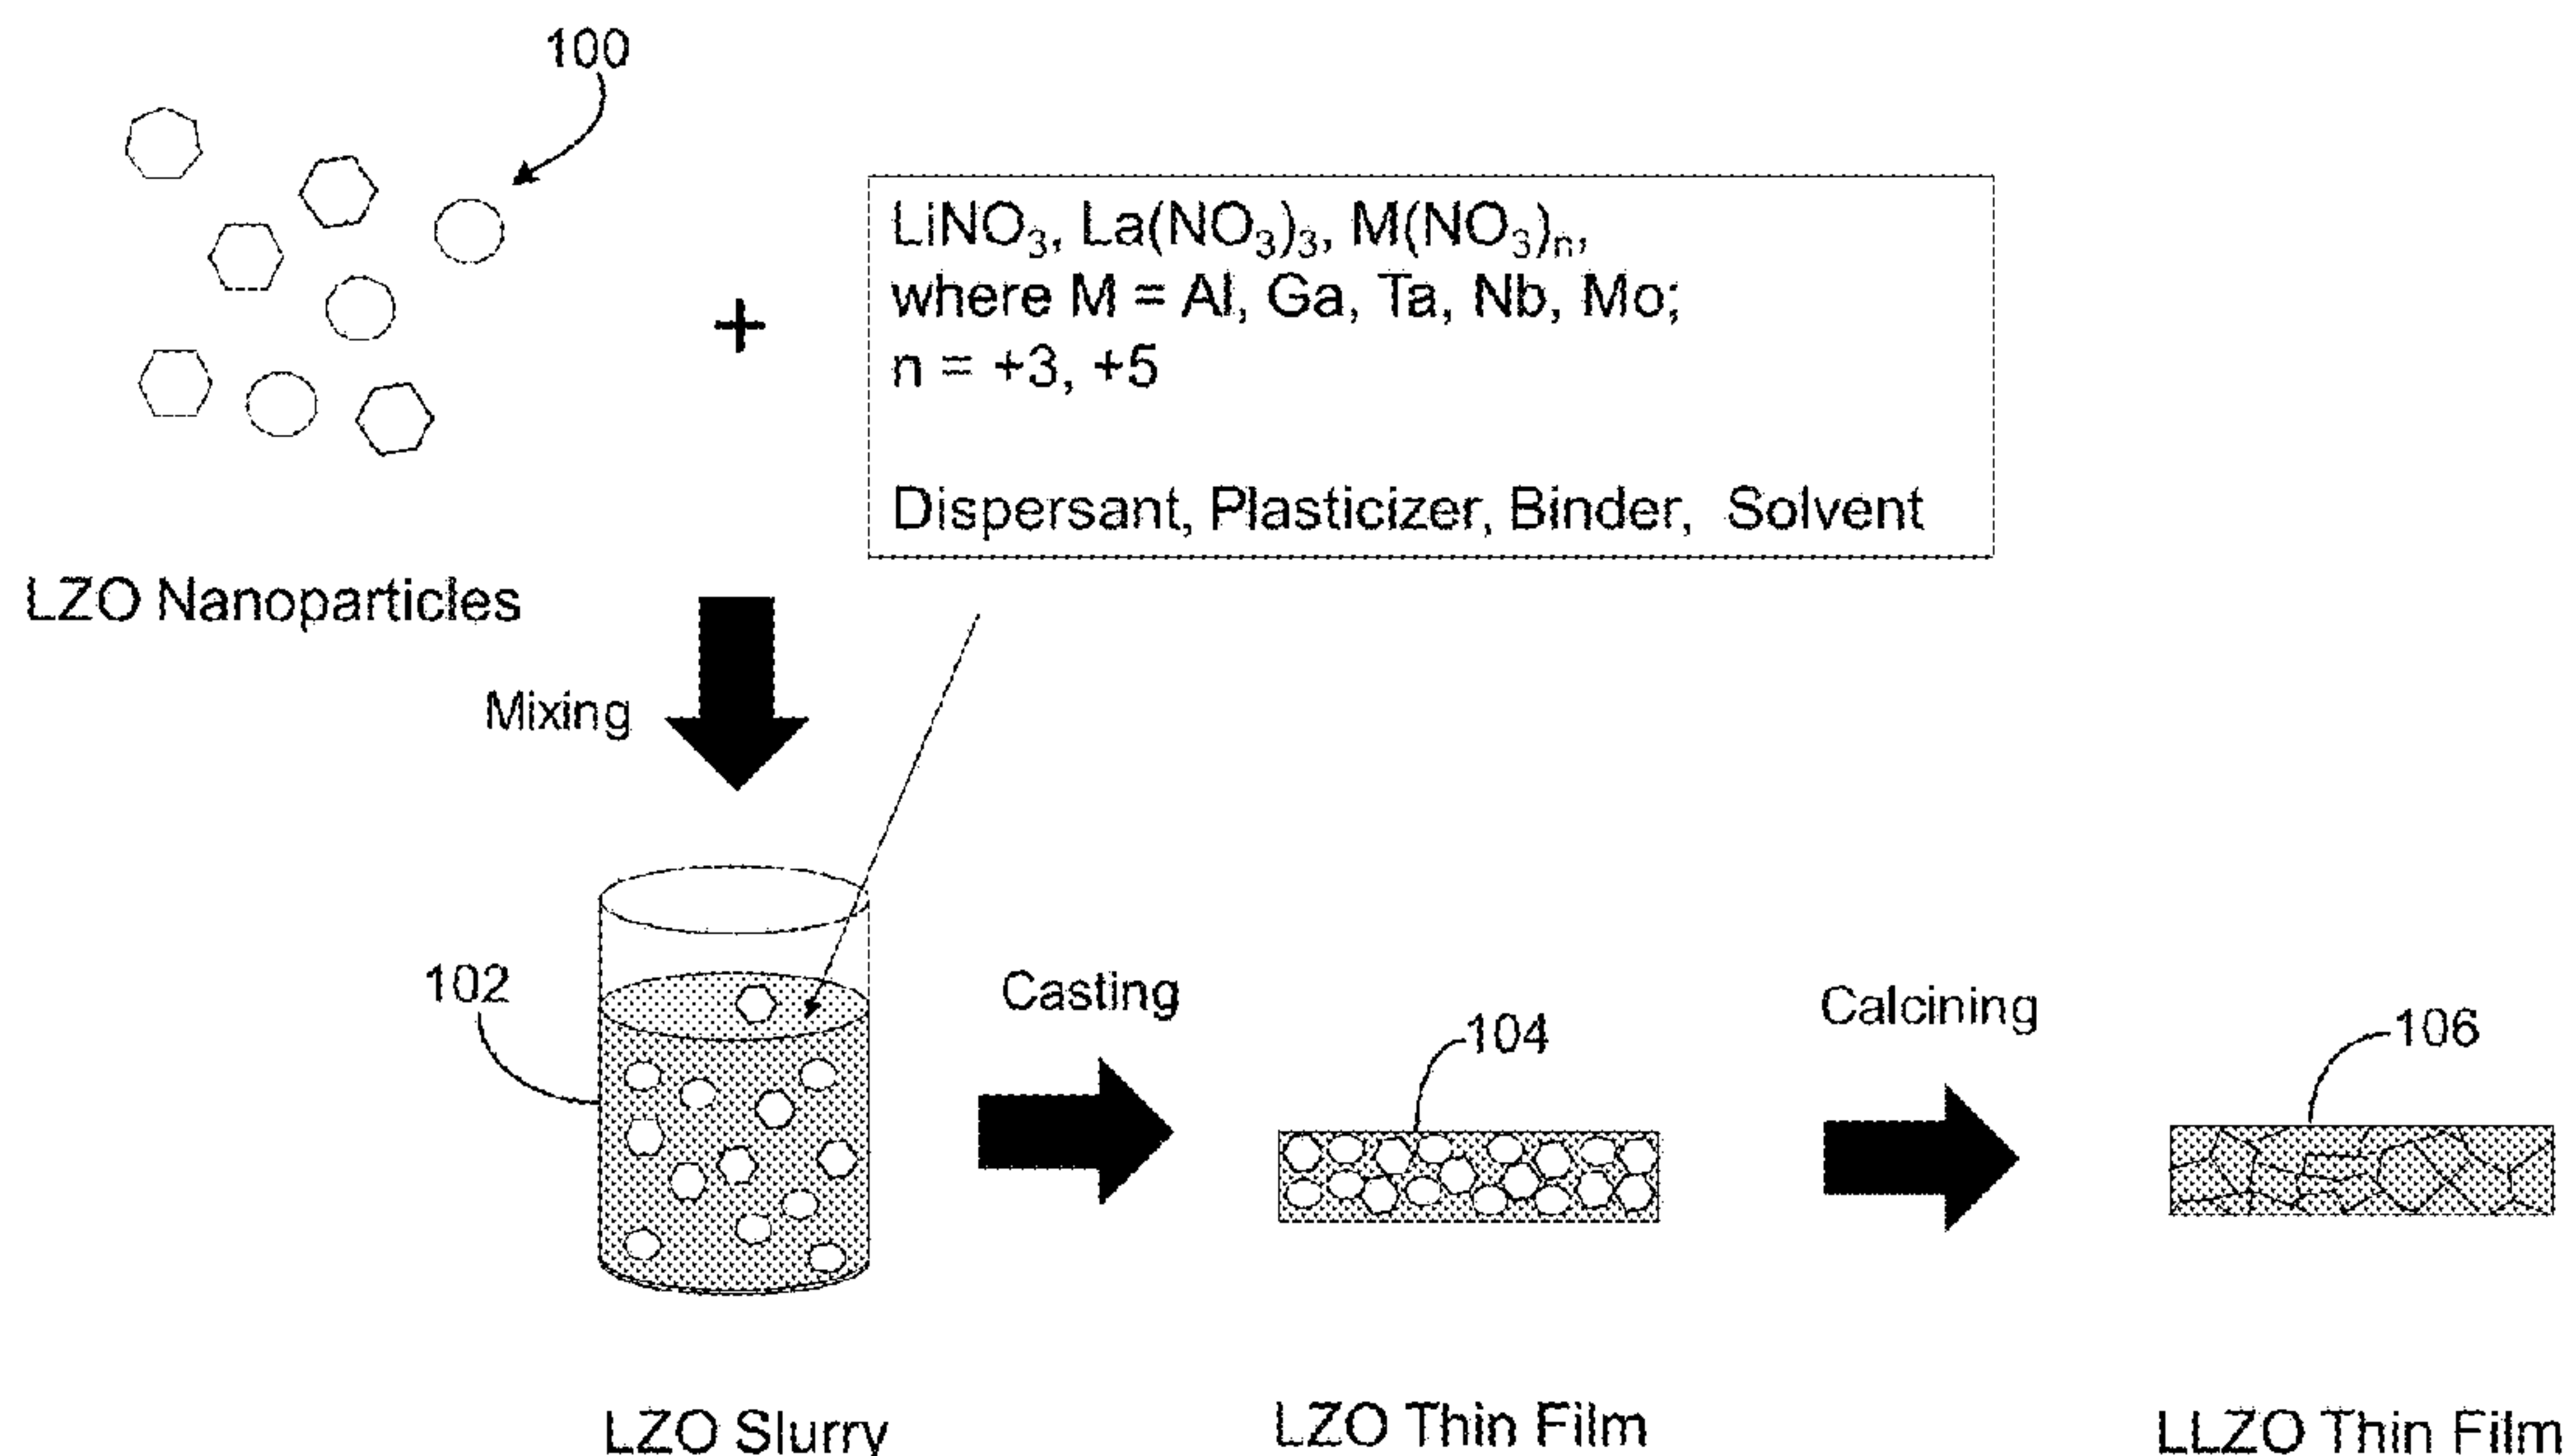 100
LiNO₃, La(NO₃)₃, M(NO₃)ₙ,
where M = Al, Ga, Ta, Nb, Mo;
n = +3, +5
+
Dispersant, Plasticizer, Binder, Solvent
LZO Nanoparticles
Mixing
102
Casting
104
Calcining
106
LZO Slurry
LZO Thin Film
LLZO Thin Film